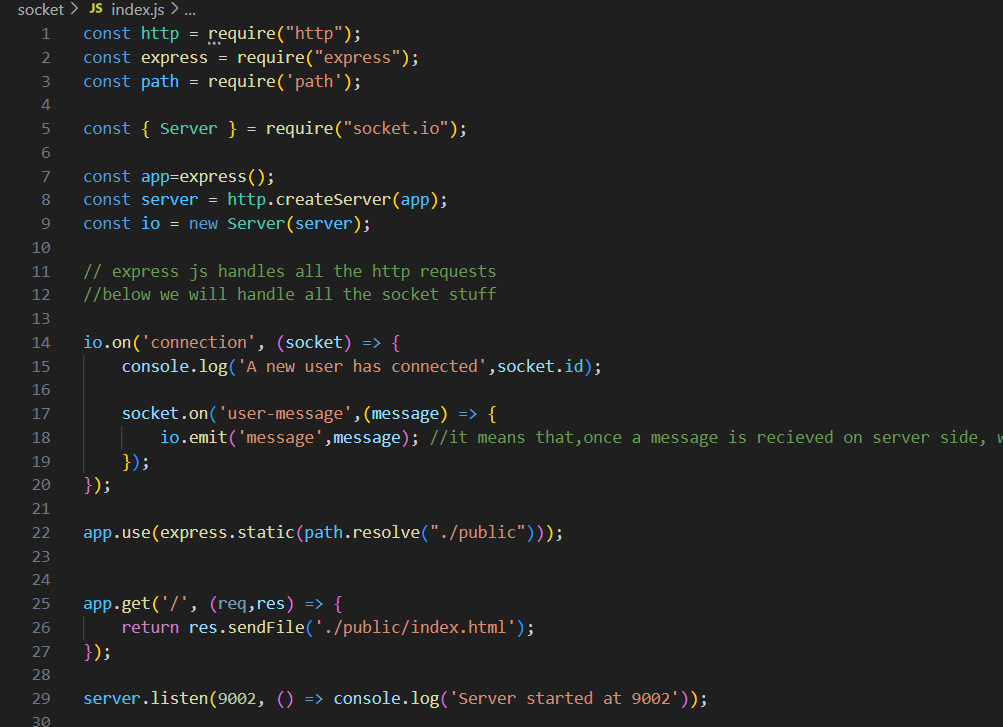 socket > JS index.js > ...
1 const http = require("http");
2 const express = require("express");
3 const path = require('path');
4
5 const { Server } = require("socket.io");
6
7 const app=express();
8 const server = http.createServer(app);
9 const io = new Server(server);
10
11 // express js handles all the http requests
12 //below we will handle all the socket stuff
13
14 io.on('connection', (socket) => {
15 console.log('A new user has connected',socket.id);
16
17 socket.on('user-message',(message) => {
18 io.emit('message',message); //it means that,once a message is recieved on server side,
19 });
20 });
21
22 app.use(express.static(path.resolve("./public")));
23
24
25 app.get('/', (req,res) => {
26 return res.sendFile('./public/index.html');
27 });
28
29 server.listen(9002, () => console.log('Server started at 9002'));
30